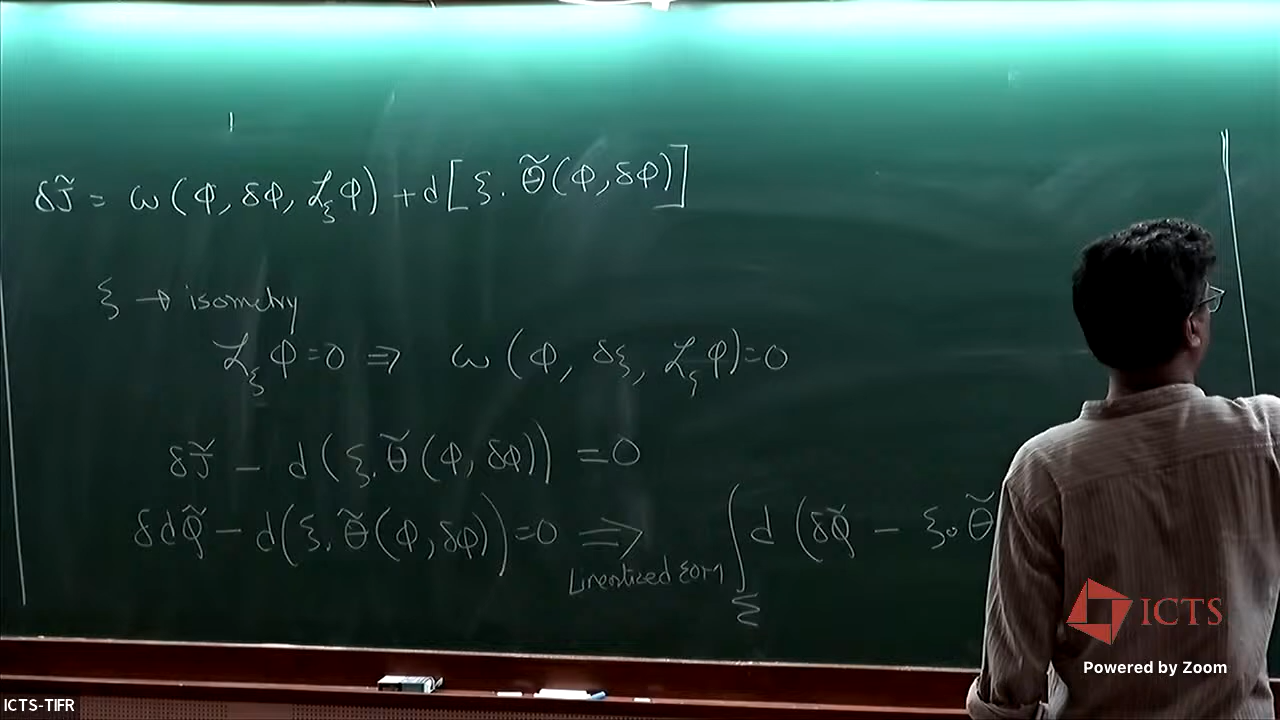 δJ̃ = ω(Φ, δΦ, ℒ_ξ Φ) + d[ξ. Θ̃(Φ, δΦ)]
ξ → isometry
ℒ_ξ Φ = 0 ⇒ ω(Φ, δξ, ℒ_ξ Φ) = 0
δJ̃ − d(ξ. Θ̃(Φ, δΦ)) = 0
δdQ̃ − d(ξ. Θ̃(Φ, δΦ)) = 0 ⇒ ∫_Σ d(δQ̃ − ξ. Θ̃
Linearized EOM
ICTS
Powered by Zoom
ICTS-TIFR